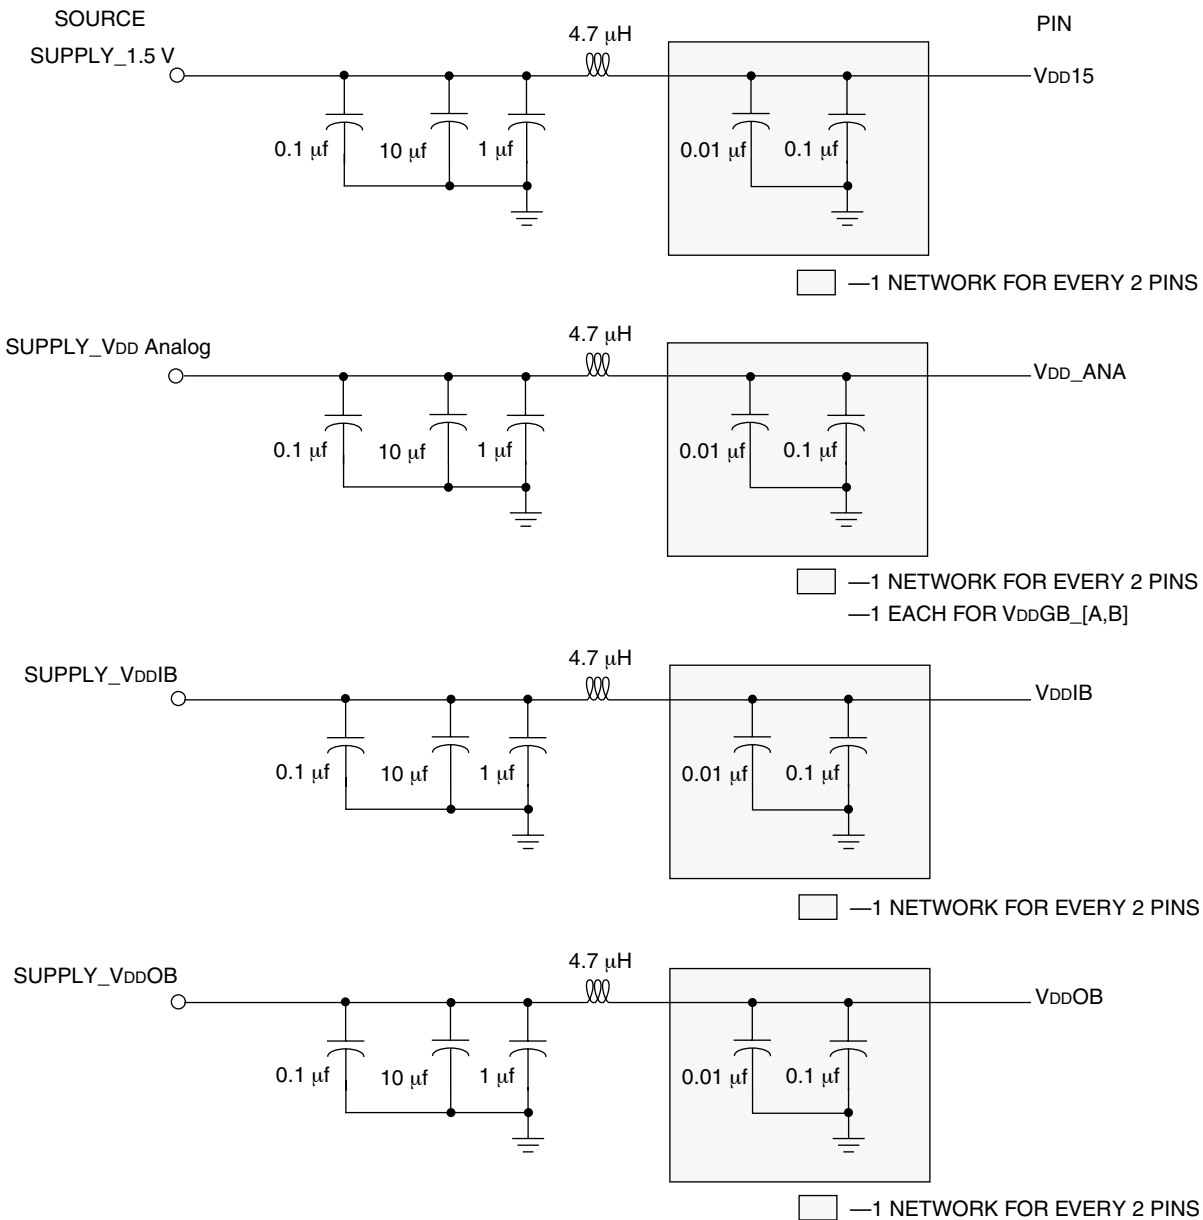 SOURCE
PIN
SUPPLY_1.5 V
4.7 μH
VDD15
0.1 μf
10 μf
1 μf
0.01 μf
0.1 μf
—1 NETWORK FOR EVERY 2 PINS
SUPPLY_VDD Analog
4.7 μH
VDD_ANA
0.1 μf
10 μf
1 μf
0.01 μf
0.1 μf
—1 NETWORK FOR EVERY 2 PINS
—1 EACH FOR VDDGB_[A,B]
SUPPLY_VDDIB
4.7 μH
VDDIB
0.1 μf
10 μf
1 μf
0.01 μf
0.1 μf
—1 NETWORK FOR EVERY 2 PINS
SUPPLY_VDDOB
4.7 μH
VDDOB
0.1 μf
10 μf
1 μf
0.01 μf
0.1 μf
—1 NETWORK FOR EVERY 2 PINS